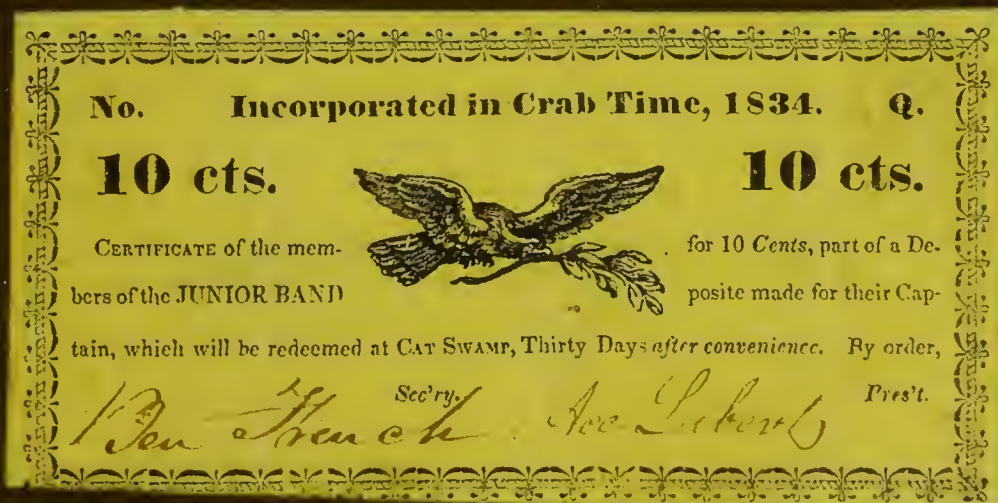 No. Incorporated in Crab Time, 1834. Q.
10 cts. 10 cts.
CERTIFICATE of the mem- for 10 Cents, part of a De-
bers of the JUNIOR BAND posite made for their Cap-
tain, which will be redeemed at CAT SWAMP, Thirty Days after convenience. By order,
Sec'ry. Pres't.
Ben French